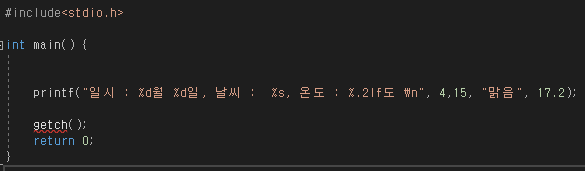 #include<stdio.h>
int main() {
printf("일시 : %d월 %d일, 날씨 :  %s, 온도 : %.2lf도 ₩n", 4,15, "맑음", 17.2);
getch();
return 0;
}